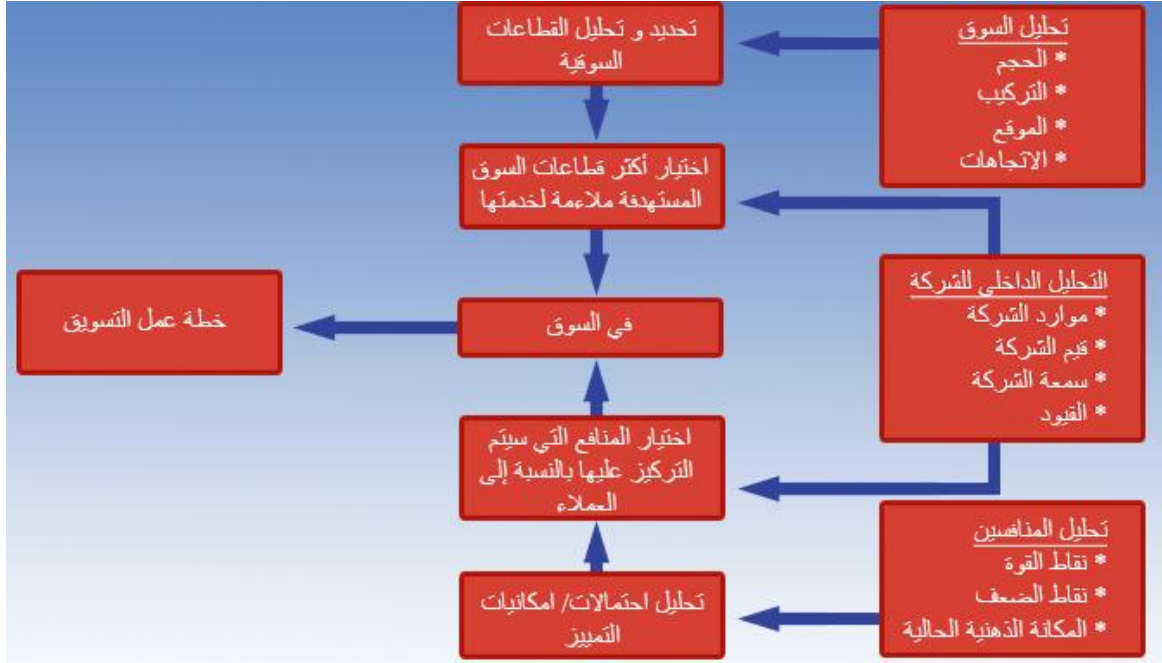 تحليل السوق
* الحجم
* التركيب
* الموقع
* الاتجاهات
تحديد و تحليل القطاعات
السوقية
اختيار أكثر قطاعات السوق
المستهدفة ملاءمة لخدمتها
التحليل الداخلى للشركة
* موارد الشركة
* قيم الشركة
* سمعة الشركة
* القيود
في السوق
خطة عمل التسويق
اختيار المنافع التي سيتم
التركيز عليها بالنسبة إلى
العملاء
تحليل المنافسين
* نقاط القوة
* نقاط الضعف
* المكانة الذهنية الحالية
تحليل احتمالات/ امكانيات
التمييز